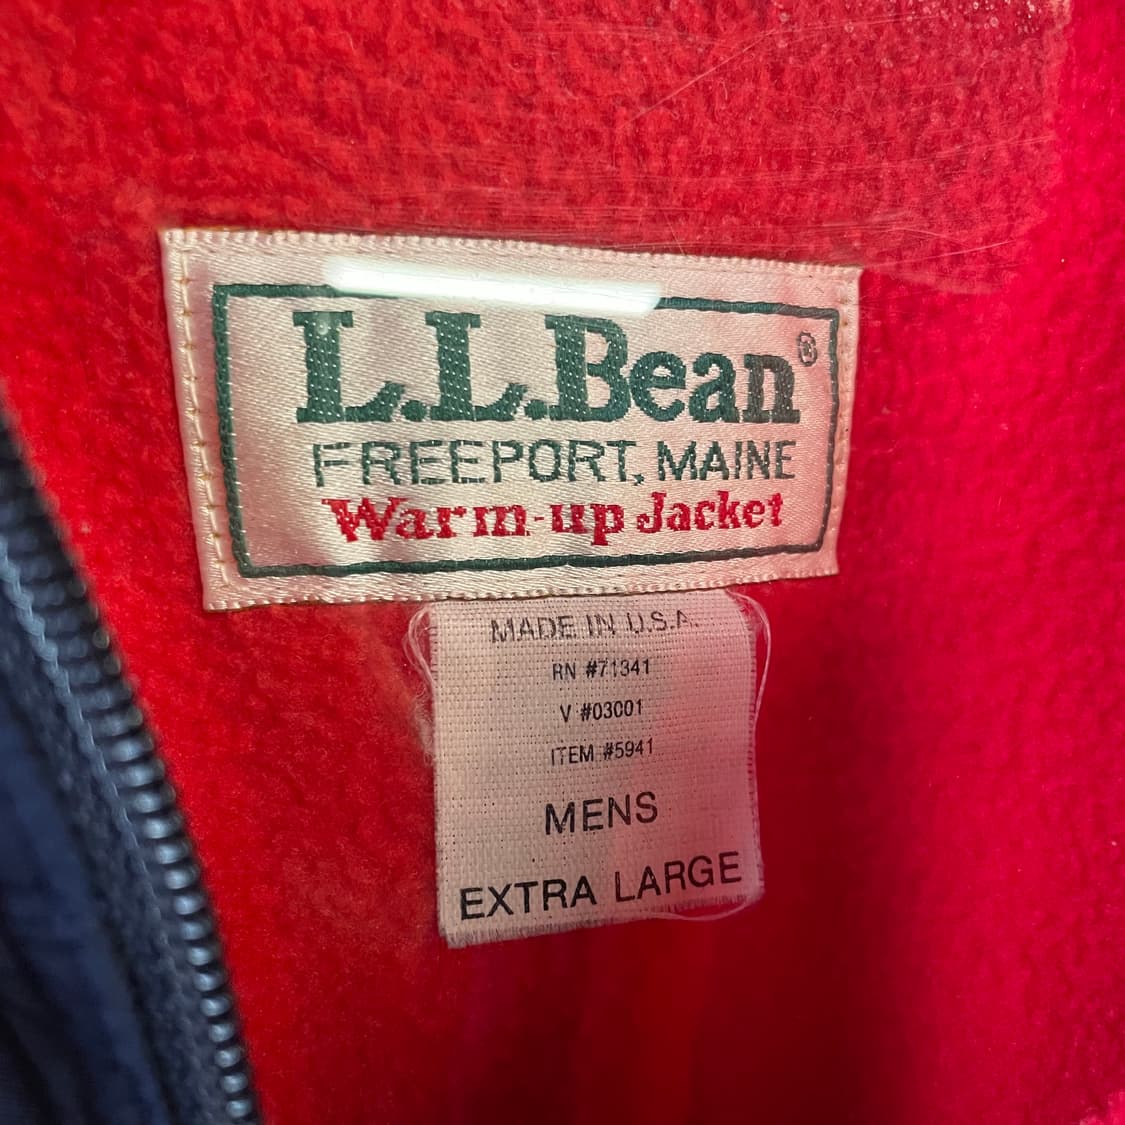 L.L.Bean®
FREEPORT, MAINE
Warm-up Jacket
MADE IN U.S.A.
RN #71341
V #03001
ITEM #5941
MENS
EXTRA LARGE